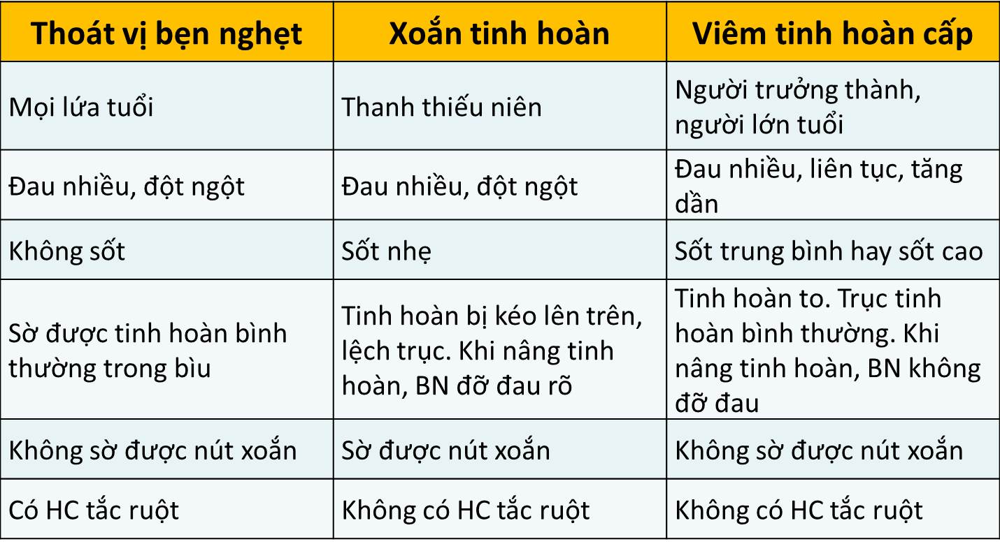 Thoát vị bẹn nghẹt
Xoắn tinh hoàn
Viêm tinh hoàn cấp
Mọi lứa tuổi
Thanh thiếu niên
Người trưởng thành,
người lớn tuổi
Đau nhiều, đột ngột
Đau nhiều, đột ngột
Đau nhiều, liên tục, tăng
dần
Không sốt
Sốt nhẹ
Sốt trung bình hay sốt cao
Sờ được tinh hoàn bình
thường trong bìu
Tinh hoàn bị kéo lên trên,
lệch trục. Khi nâng tinh
hoàn, BN đỡ đau rõ
Tinh hoàn to. Trục tinh
hoàn bình thường. Khi
nâng tinh hoàn, BN không
đỡ đau
Không sờ được nút xoắn
Sờ được nút xoắn
Không sờ được nút xoắn
Có HC tắc ruột
Không có HC tắc ruột
Không có HC tắc ruột